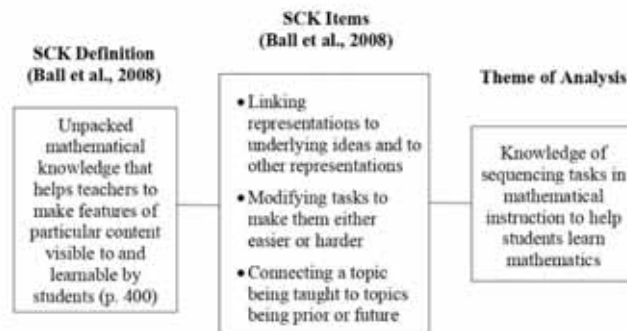 SCK Definition
(Ball et al., 2008)
Unpacked
mathematical
knowledge that
helps teachers to
make features of
particular content
visible to and
learnable by
students (p. 400)
SCK Items
(Ball et al., 2008)
• Linking
representations to
underlying ideas and to
other representations
• Modifying tasks to
make them either
easier or harder
• Connecting a topic
being taught to topics
being prior or future
Theme of Analysis
Knowledge of
sequencing tasks in
mathematical
instruction to help
students learn
mathematics